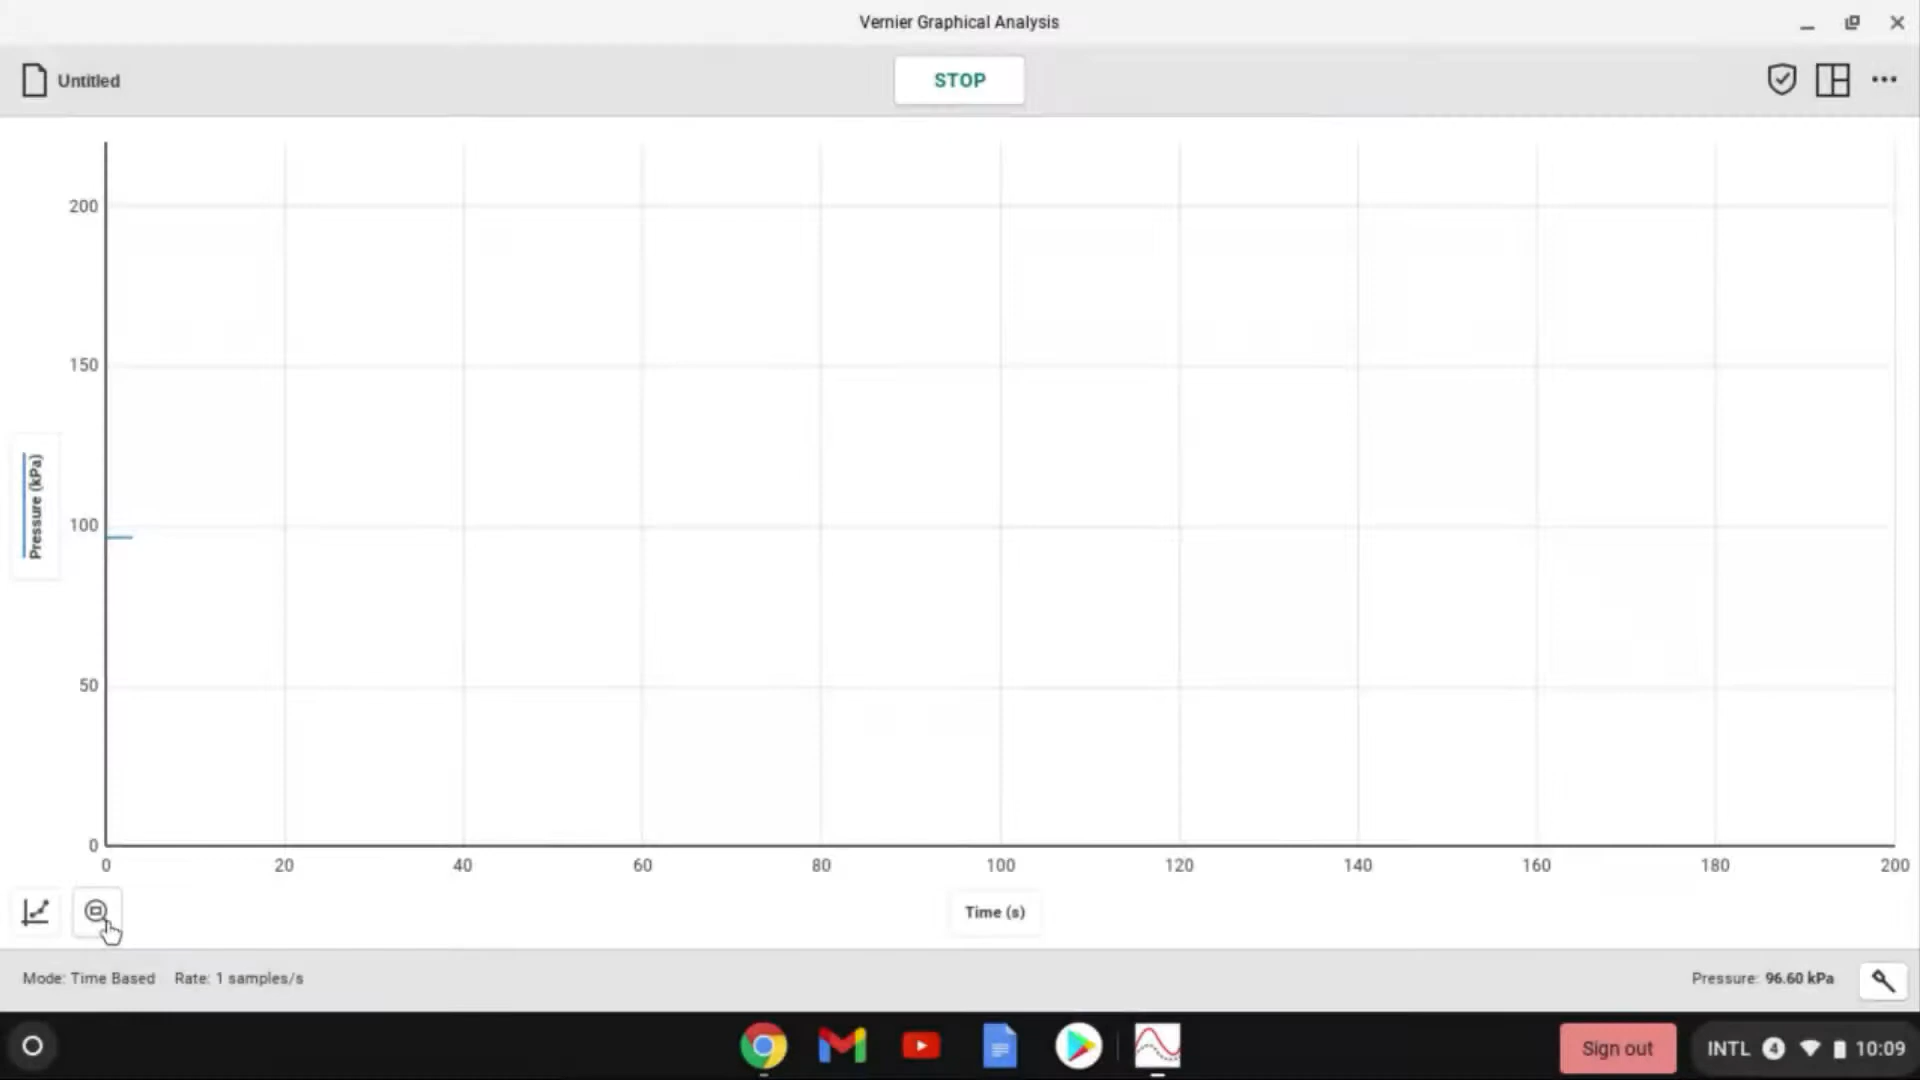 Vernier Graphical Analysis
Untitled
STOP
200
150
100
50
0
Pressure (kPa)
0 20 40 60 80 100 120 140 160 180 200
Time (s)
Mode: Time Based Rate: 1 samples/s
Pressure: 96.60 kPa
Sign out
INTL 4 10:09